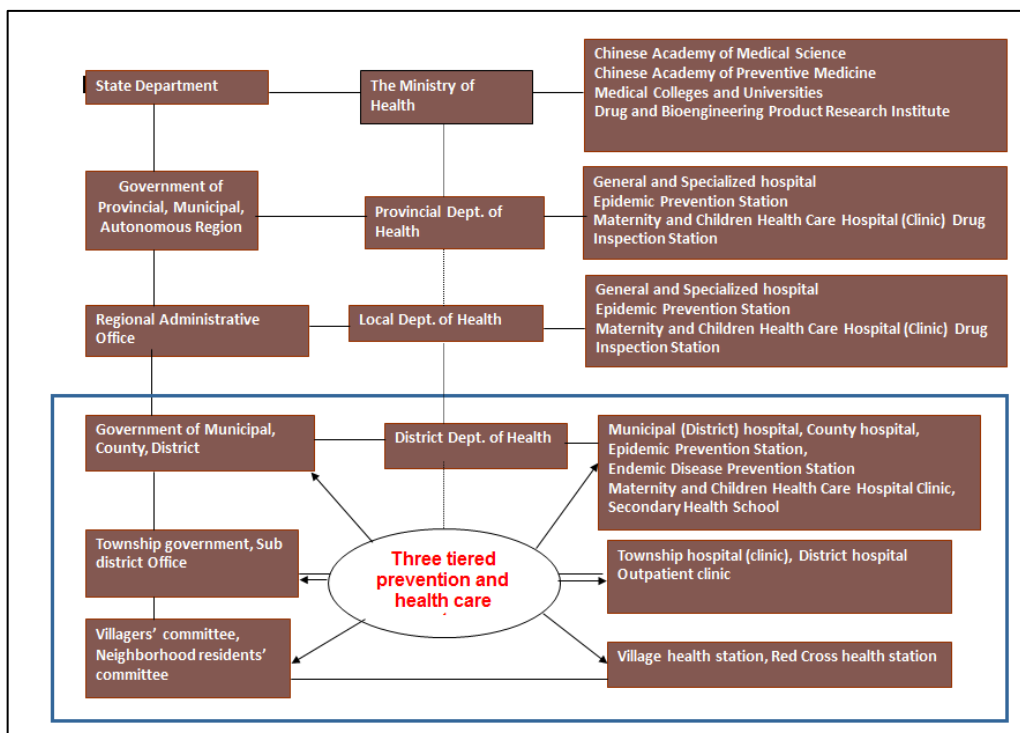 State Department
The Ministry of
Health
Chinese Academy of Medical Science
Chinese Academy of Preventive Medicine
Medical Colleges and Universities
Drug and Bioengineering Product Research Institute
Government of
Provincial, Municipal,
Autonomous Region
Provincial Dept. of
Health
General and Specialized hospital
Epidemic Prevention Station
Maternity and Children Health Care Hospital (Clinic) Drug
Inspection Station
Regional Administrative
Office
Local Dept. of Health
General and Specialized hospital
Epidemic Prevention Station
Maternity and Children Health Care Hospital (Clinic) Drug
Inspection Station
Government of Municipal,
County, District
District Dept. of Health
Municipal (District) hospital, County hospital,
Epidemic Prevention Station,
Endemic Disease Prevention Station
Maternity and Children Health Care Hospital Clinic,
Secondary Health School
Township government, Sub
district Office
Three tiered
prevention and
health care
Township hospital (clinic), District hospital
Outpatient clinic
Villagers' committee,
Neighborhood residents'
committee
Village health station, Red Cross health station